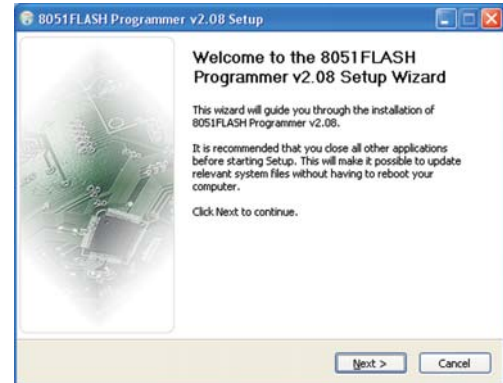 8051FLASH Programmer v2.08 Setup
Welcome to the 8051FLASH
Programmer v2.08 Setup Wizard
This wizard will guide you through the installation of
8051FLASH Programmer v2.08.
It is recommended that you close all other applications
before starting Setup. This will make it possible to update
relevant system files without having to reboot your
computer.
Click Next to continue.
Next >
Cancel